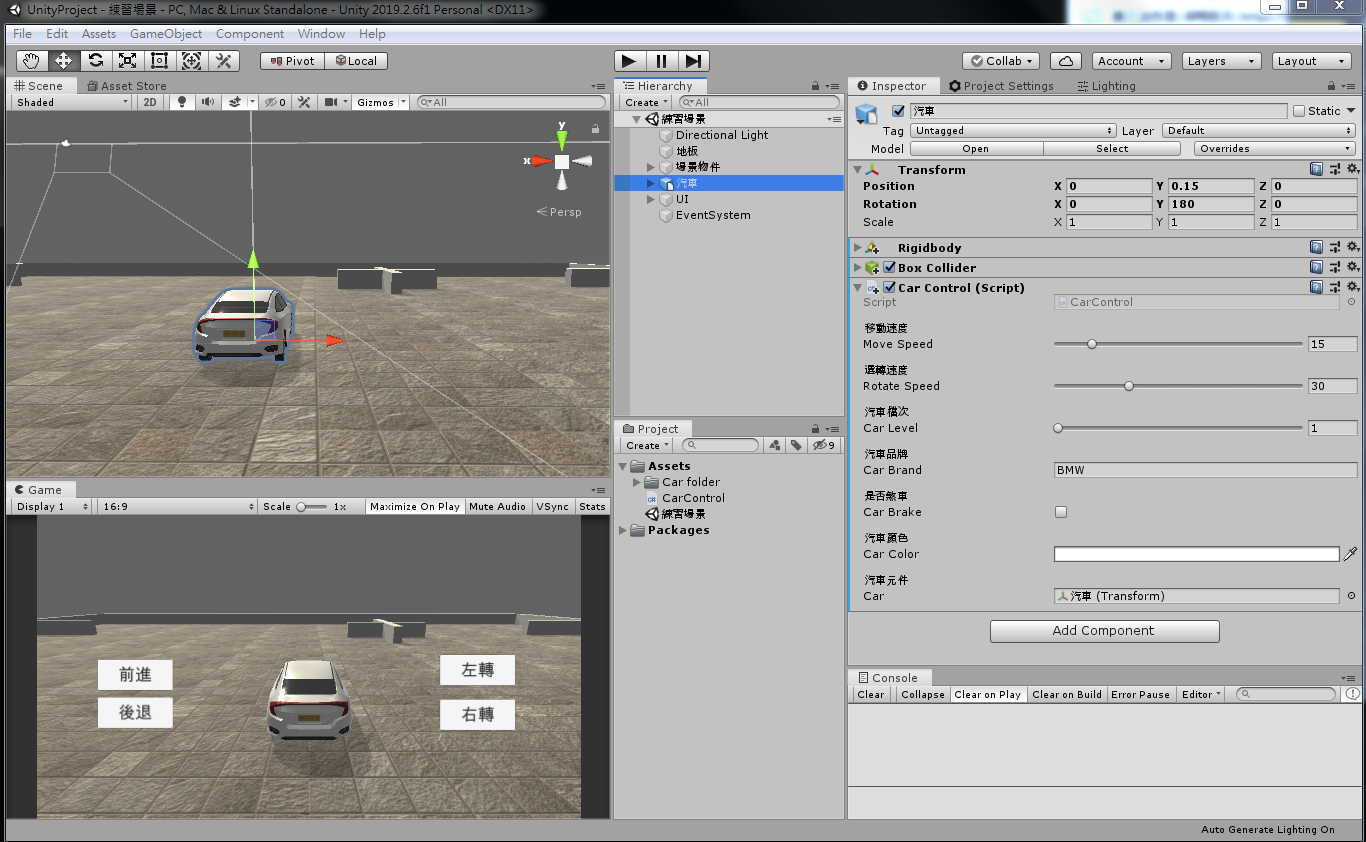 UnityProject - 練習場景 - PC, Mac & Linux Standalone - Unity 2019.2.6f1 Personal <DX11>
File Edit Assets GameObject Component Window Help
Pivot Local Collab Account Layers Layout
Scene Asset Store
Shaded 2D 0 Gizmos All
y
x
Persp
Game
Display 1 16:9 Scale 1x Maximize On Play Mute Audio VSync Stats
前進
後退
左轉
右轉
Hierarchy
Create All
練習場景
Directional Light
地板
場景物件
汽車
UI
EventSystem
Project
Create 9
Assets
Car folder
CarControl
練習場景
Packages
Inspector Project Settings Lighting
汽車 Static
Tag Untagged Layer Default
Model Open Select Overrides
Transform
Position X 0 Y 0.15 Z 0
Rotation X 0 Y 180 Z 0
Scale X 1 Y 1 Z 1
Rigidbody
Box Collider
Car Control (Script)
Script CarControl
移動速度
Move Speed 15
選轉速度
Rotate Speed 30
汽車檔次
Car Level 1
汽車品牌
Car Brand BMW
是否煞車
Car Brake
汽車顏色
Car Color
汽車元件
Car 汽車 (Transform)
Add Component
Console
Clear Collapse Clear on Play Clear on Build Error Pause Editor
Auto Generate Lighting On